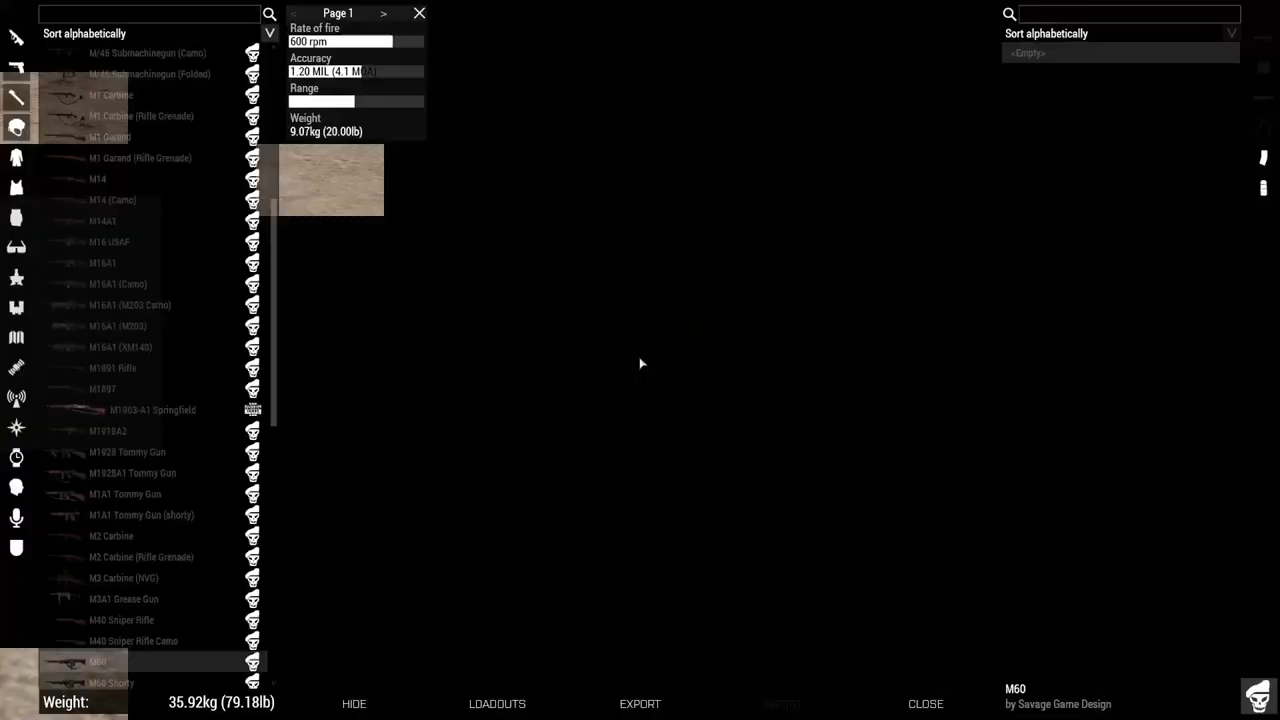 Sort alphabetically
M/45 Submachinegun (Camo)
M/45 Submachinegun (Folded)
M1 Carbine
M1 Carbine (Rifle Grenade)
M1 Garand
M1 Garand (Rifle Grenade)
M14
M14 (Camo)
M14A1
M16 USAF
M16A1
M16A1 (Camo)
M16A1 (M203 Camo)
M16A1 (M203)
M16A1 (XM148)
M1891 Rifle
M1897
M1903-A1 Springfield
M1918A2
M1928 Tommy Gun
M1928A1 Tommy Gun
M1A1 Tommy Gun
M1A1 Tommy Gun (shorty)
M2 Carbine
M2 Carbine (Rifle Grenade)
M3 Carbine (NVG)
M3A1 Grease Gun
M40 Sniper Rifle
M40 Sniper Rifle Camo
M60
M60 Shorty
Weight: 35.92kg (79.18lb)
< Page 1 >
Rate of fire
600 rpm
Accuracy
1.20 MIL (4.1 MOA)
Range
Weight
9.07kg (20.00lb)
HIDE LOADOUTS EXPORT CLOSE
Sort alphabetically
<Empty>
M60
by Savage Game Design